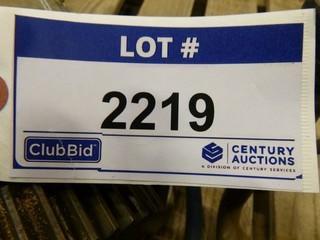 LOT #
2219
ClubBid
CENTURY
AUCTIONS
A DIVISION OF CENTURY SERVICES